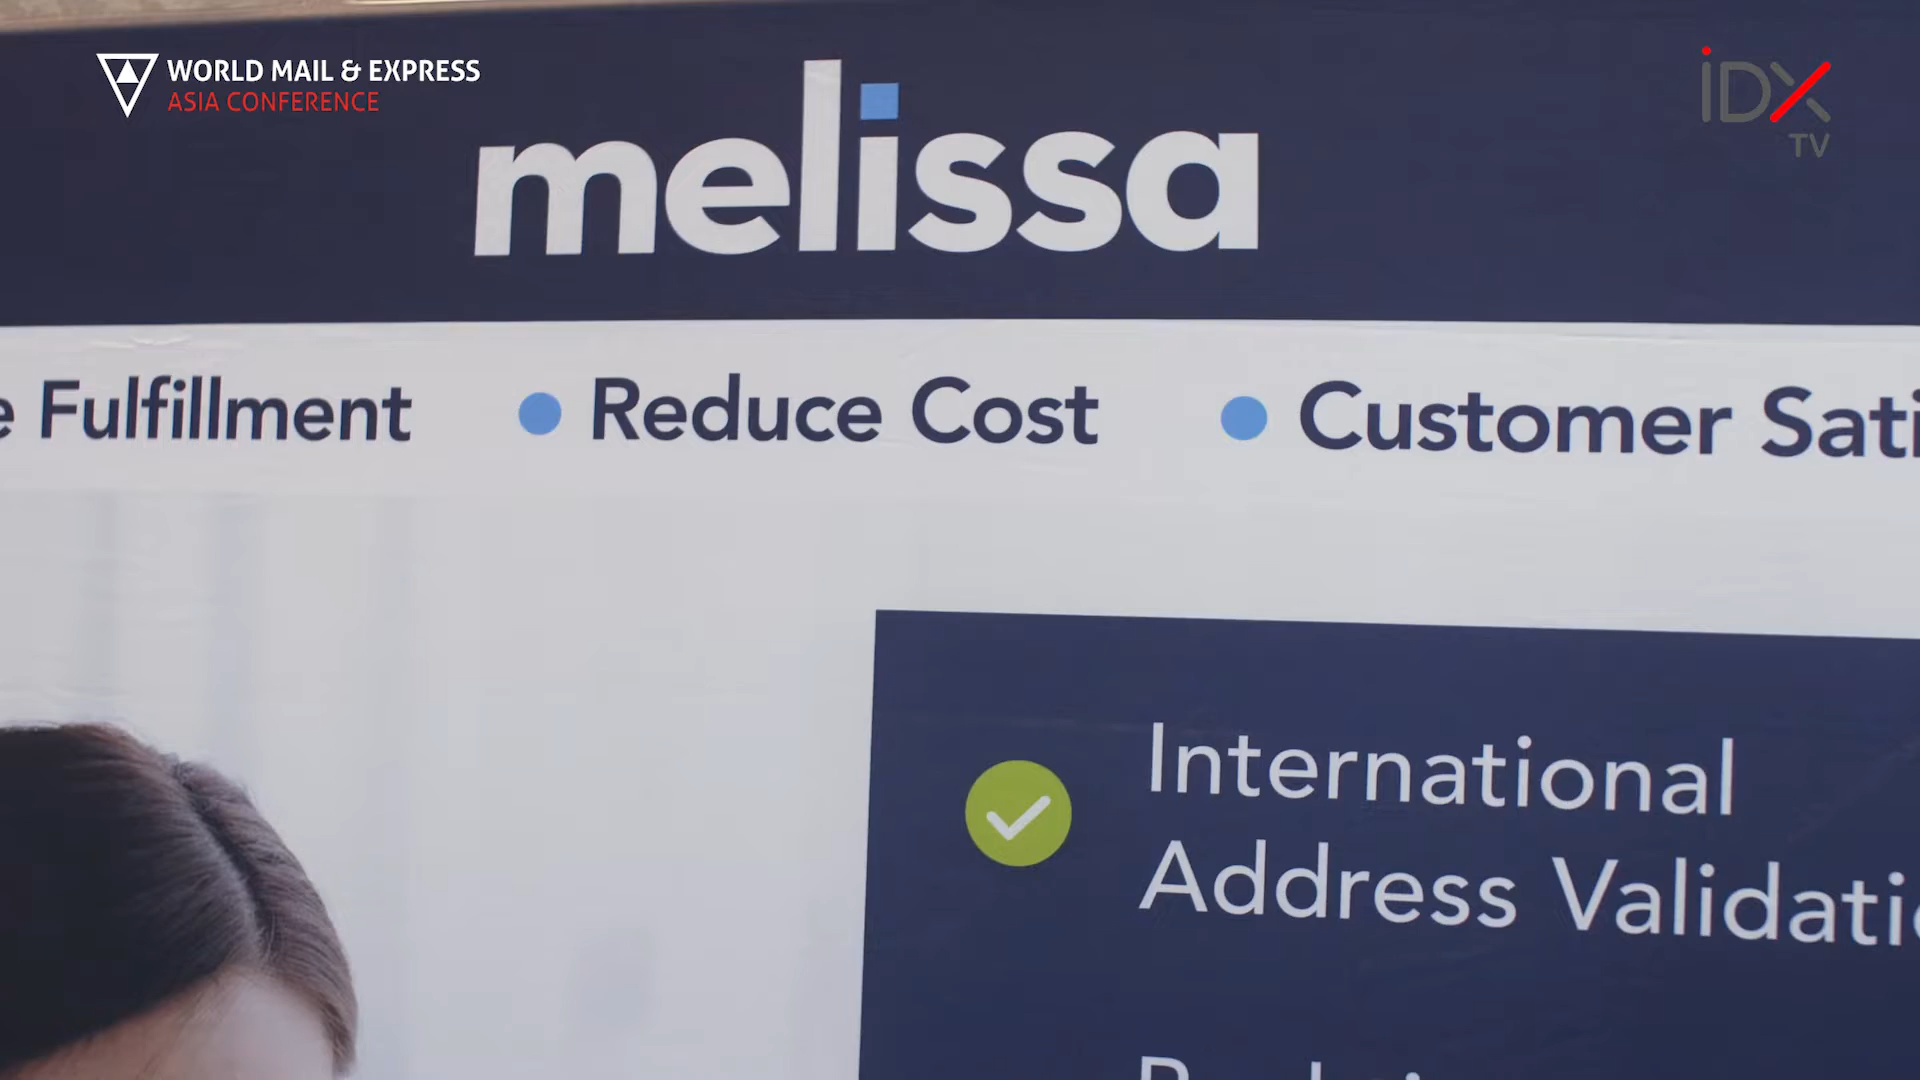 WORLD MAIL & EXPRESS
ASIA CONFERENCE
iDX
TV
melissa
Fulfillment
Reduce Cost
Customer
International
Address